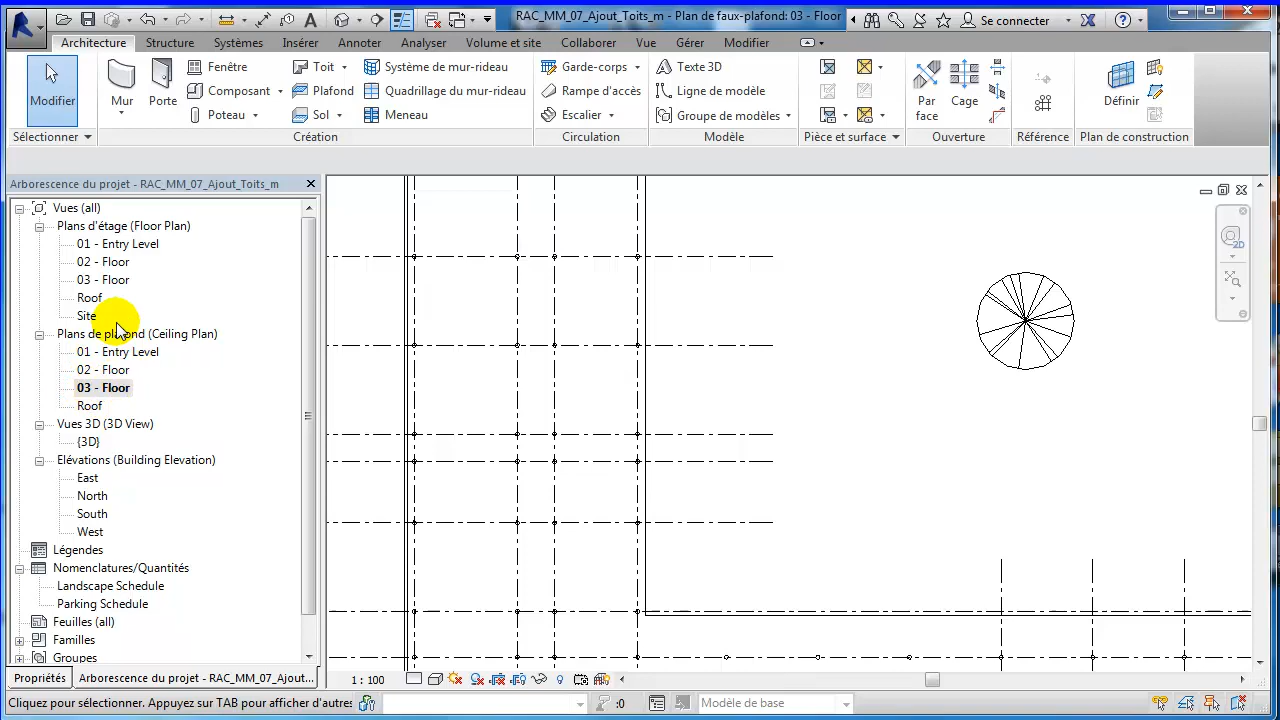 RAC_MM_07_Ajout_Toits_m - Plan de faux-plafond: 03 - Floor
Se connecter
Architecture Structure Systèmes Insérer Annoter Analyser Volume et site Collaborer Vue Gérer Modifier
Modifier
Mur
Porte
Fenêtre
Composant
Poteau
Toit
Plafond
Sol
Système de mur-rideau
Quadrillage du mur-rideau
Meneau
Garde-corps
Rampe d'accès
Escalier
Texte 3D
Ligne de modèle
Groupe de modèles
Par face
Cage
Définir
Sélectionner Création Circulation Modèle Pièce et surface Ouverture Référence Plan de construction
Arborescence du projet - RAC_MM_07_Ajout_Toits_m
Vues (all)
Plans d'étage (Floor Plan)
01 - Entry Level
02 - Floor
03 - Floor
Roof
Site
Plans de plafond (Ceiling Plan)
01 - Entry Level
02 - Floor
03 - Floor
Roof
Vues 3D (3D View)
{3D}
Elévations (Building Elevation)
East
North
South
West
Légendes
Nomenclatures/Quantités
Landscape Schedule
Parking Schedule
Feuilles (all)
Familles
Groupes
2D
Propriétés
Arborescence du projet - RAC_MM_07_Ajout...
1 : 100
Cliquez pour sélectionner. Appuyez sur TAB pour afficher d'autres
:0
Modèle de base